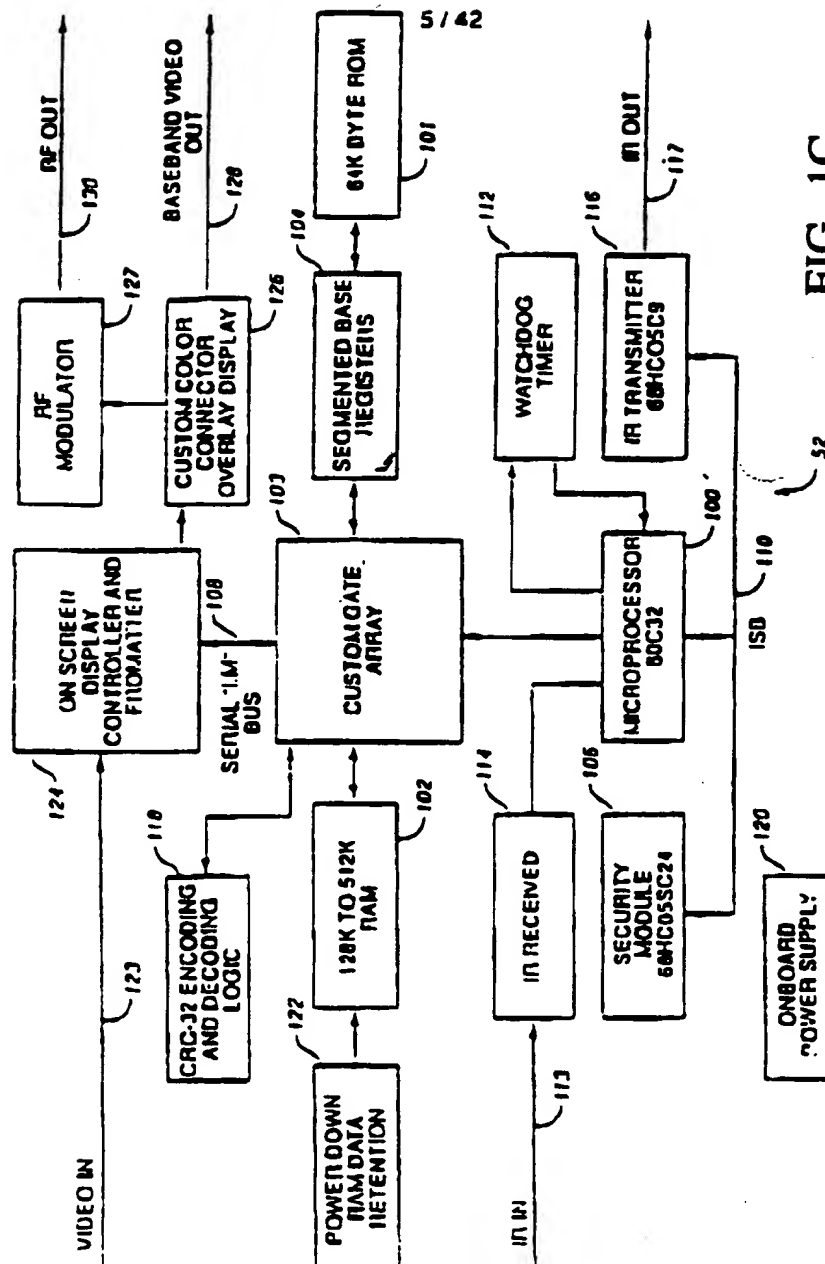 5 / 42
VIDEO IN
123
124
ON SCREEN
DISPLAY
CONTROLLER AND
FROMATTER
RF
MODULATOR
127
RF OUT
130
CUSTOM COLOR
CONNECTOR
OVERLAY DISPLAY
126
BASEBAND VIDEO
OUT
128
118
CRC-32 ENCODING
AND DECODING
LOGIC
SERIAL "I.M"
BUS
108
122
POWER DOWN
RAM DATA
RETENTION
128K TO 512K
RAM
102
103
CUSTOM GATE
ARRAY
104
SEGMENTED BASE
REGISTERS
64K BYTE ROM
101
IR IN
113
114
IR RECEIVED
106
SECURITY
MODULE
68HC05SC24
MICROPROCESSOR
80C32
100
112
WATCHDOG
TIMER
116
IR TRANSMITTER
68HC05C9
IR OUT
117
ISB
110
52
120
ONBOARD
POWER SUPPLY
FIG. 1C